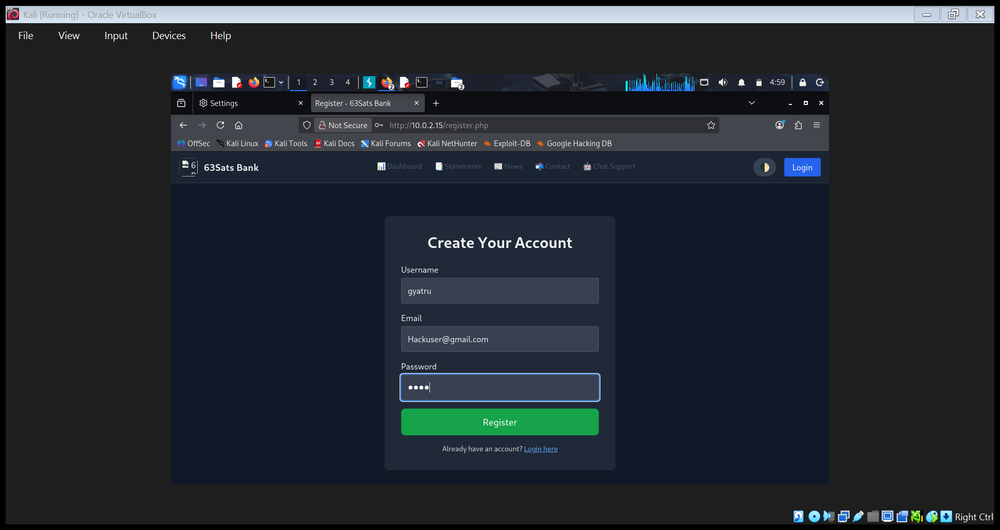 Kali [Running] - Oracle VirtualBox
File View Input Devices Help
1 2 3 4 2 2 4:59
Settings Register - 63Sats Bank
Not Secure http://10.0.2.15/register.php
OffSec Kali Linux Kali Tools Kali Docs Kali Forums Kali NetHunter Exploit-DB Google Hacking DB
6 63Sats Bank Dashboard Statements News Contact Chat Support Login
Create Your Account
Username
gyatru
Email
Hackuser@gmail.com
Password
••••
Register
Already have an account? Login here
Right Ctrl